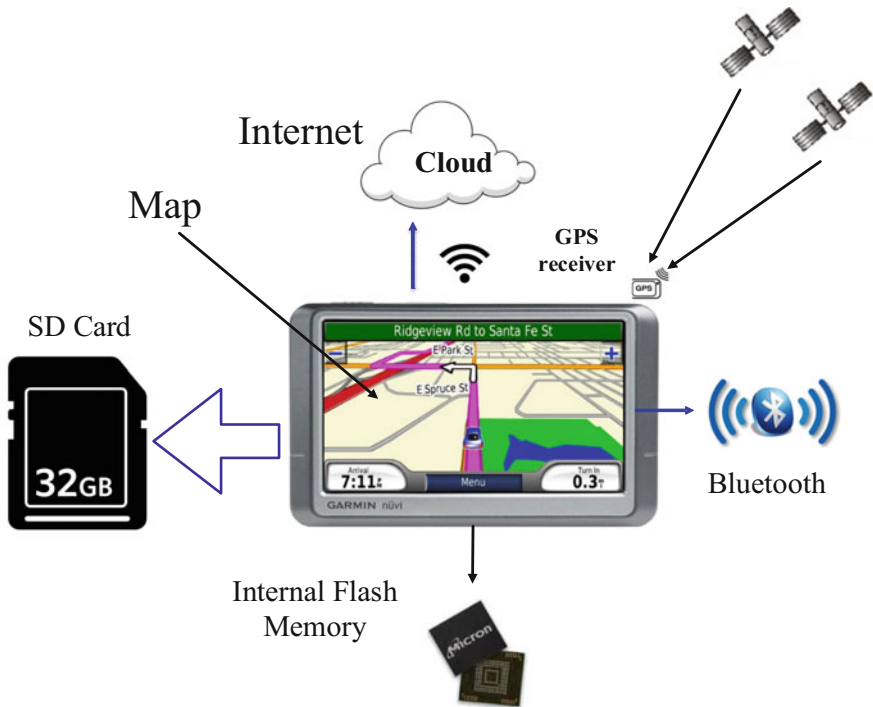 Internet
Cloud
Map
GPS
receiver
GPS
SD Card
32GB
Ridgeview Rd to Santa Fe St
E Park St
E Spruce St
Arrival
7:11
Turn In
0.3
Menu
GARMIN nüvi
Bluetooth
Internal Flash
Memory
Micron